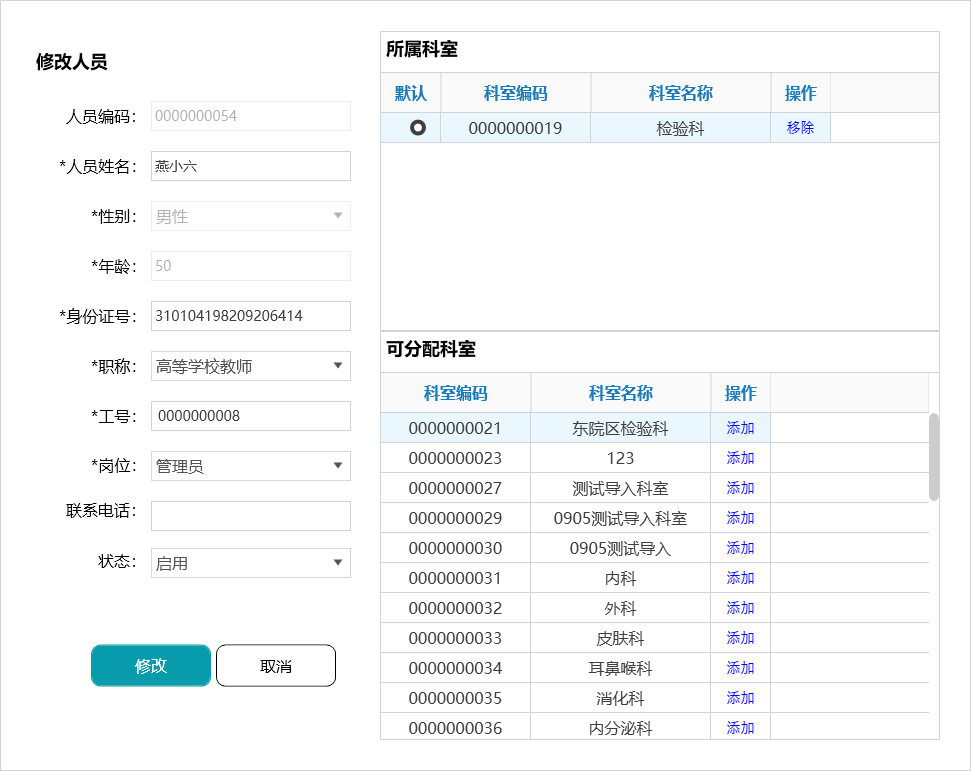 修改人员
人员编码： 0000000054
*人员姓名： 燕小六
*性别： 男性
*年龄： 50
*身份证号： 310104198209206414
*职称： 高等学校教师
*工号： 0000000008
*岗位： 管理员
联系电话：
状态： 启用
修改 取消
所属科室
默认 科室编码 科室名称 操作
0000000019 检验科 移除
可分配科室
科室编码 科室名称 操作
0000000021 东院区检验科 添加
0000000023 123 添加
0000000027 测试导入科室 添加
0000000029 0905测试导入科室 添加
0000000030 0905测试导入 添加
0000000031 内科 添加
0000000032 外科 添加
0000000033 皮肤科 添加
0000000034 耳鼻喉科 添加
0000000035 消化科 添加
0000000036 内分泌科 添加